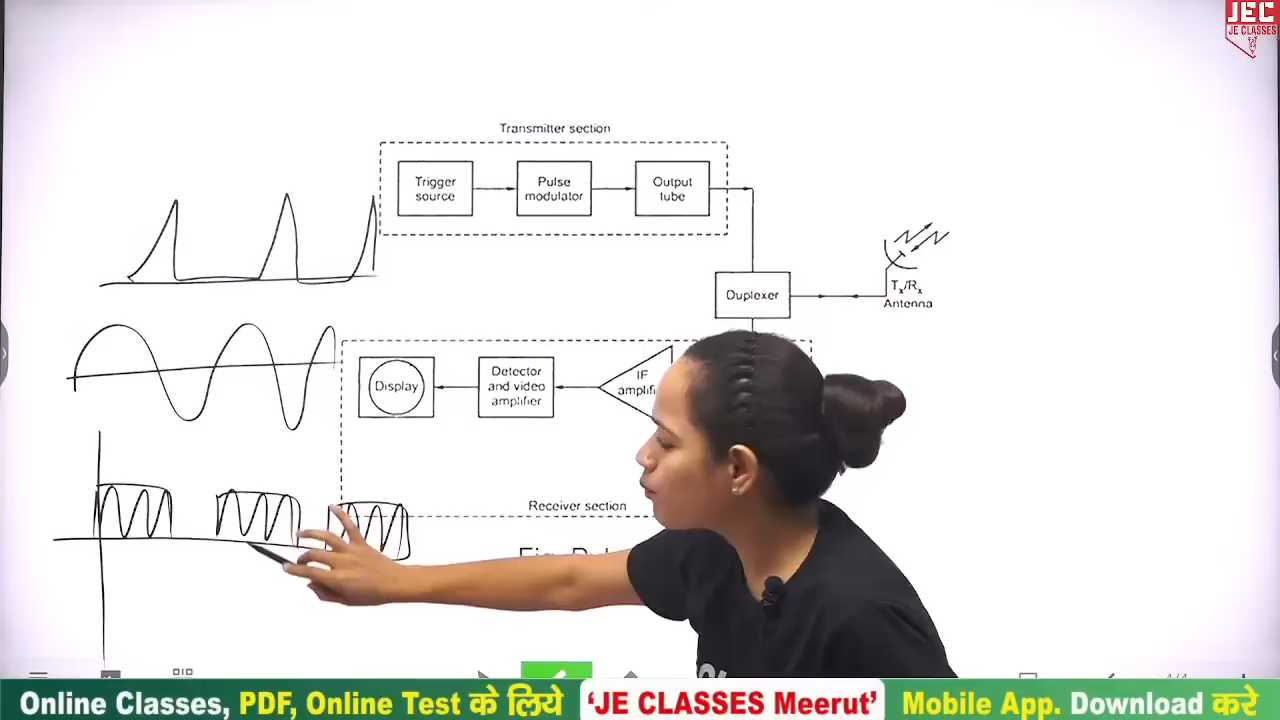 JEC
JE CLASSES
Transmitter section
Trigger source
Pulse modulator
Output tube
Duplexer
Tx/Rx
Antenna
Display
Detector and video amplifier
IF
Receiver section
Online Classes, PDF, Online Test के लिये 'JE CLASSES Meerut' Mobile App. Download करे